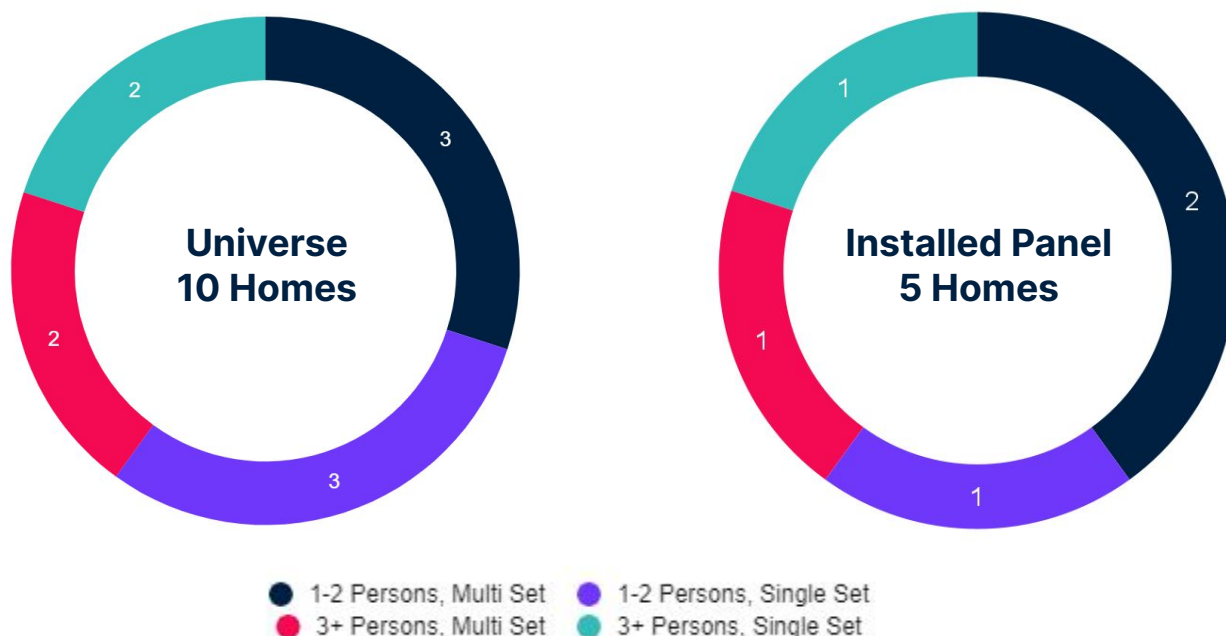 2
3
Universe
10 Homes
2
3
1
2
Installed Panel
5 Homes
1
1
1-2 Persons, Multi Set
1-2 Persons, Single Set
3+ Persons, Multi Set
3+ Persons, Single Set